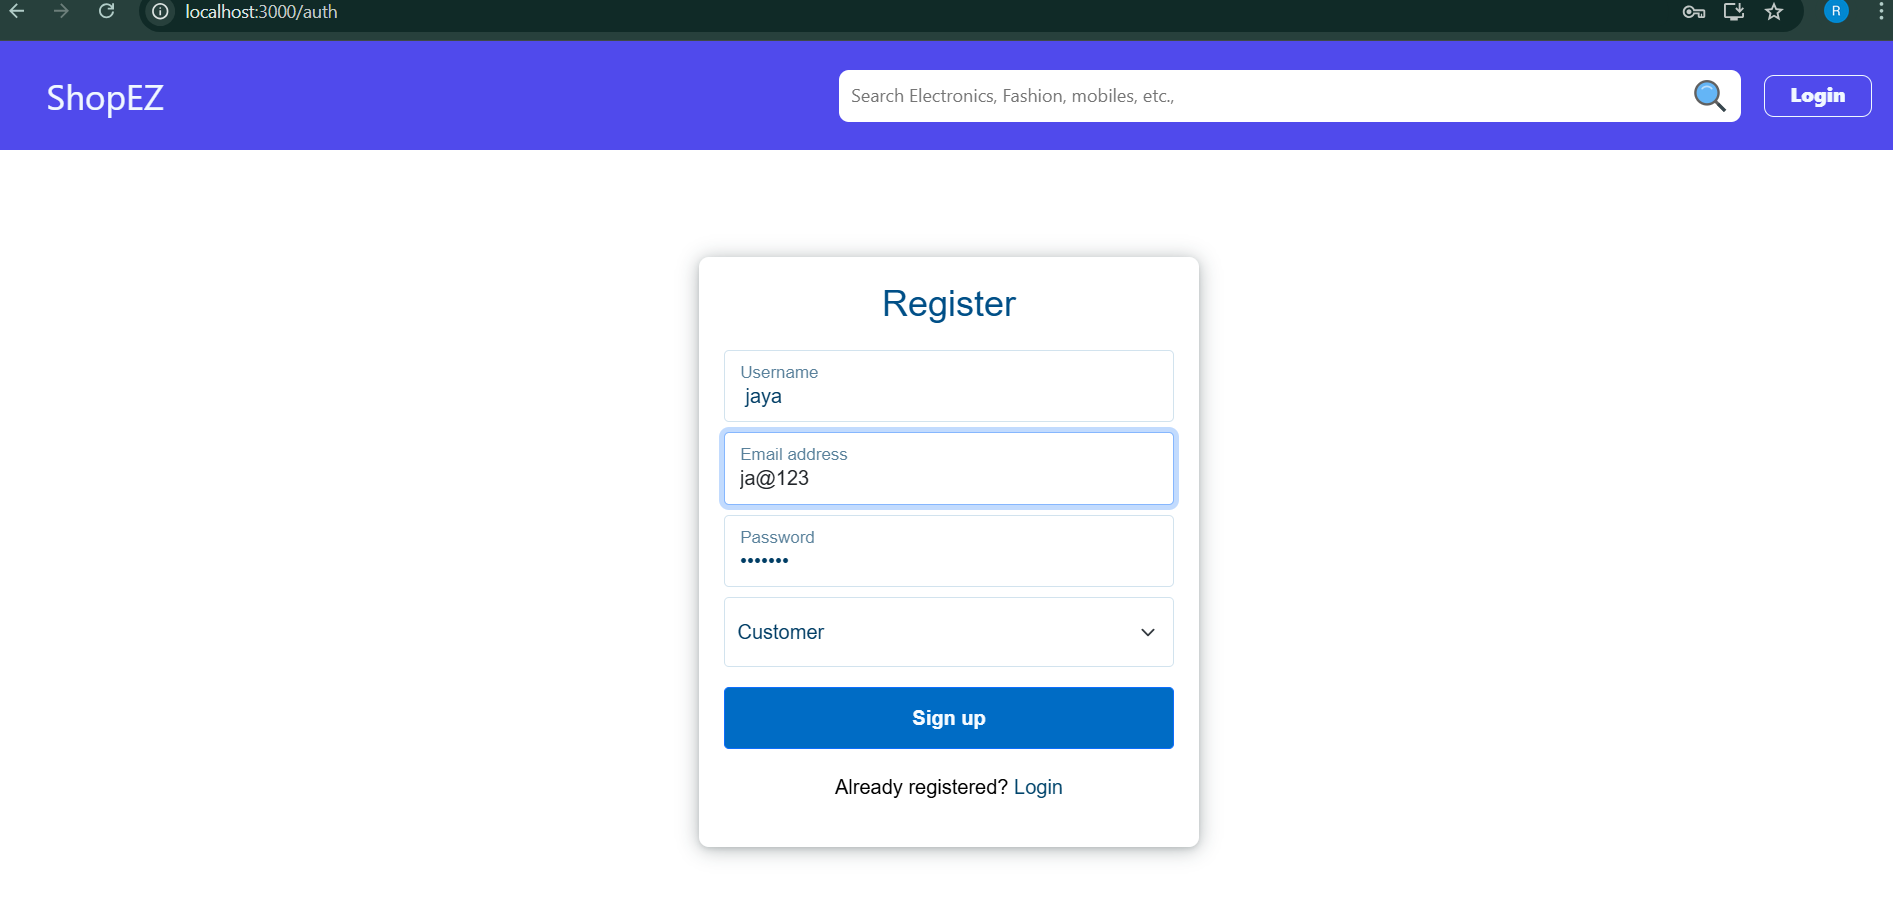 localhost:3000/auth
R
ShopEZ
Search Electronics, Fashion, mobiles, etc.,
Login
Register
Username
jaya
Email address
ja@123
Password
•••••••
Customer
Sign up
Already registered? Login